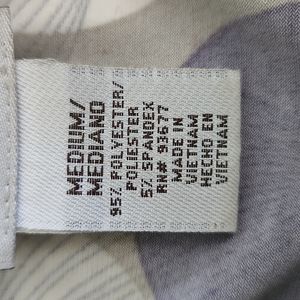 MEDIUM/
MEDIANO
95% POLYESTER/
POLIESTER
5% SPANDEX
RN# 93677
MADE IN
VIETNAM
HECHO EN
VIETNAM